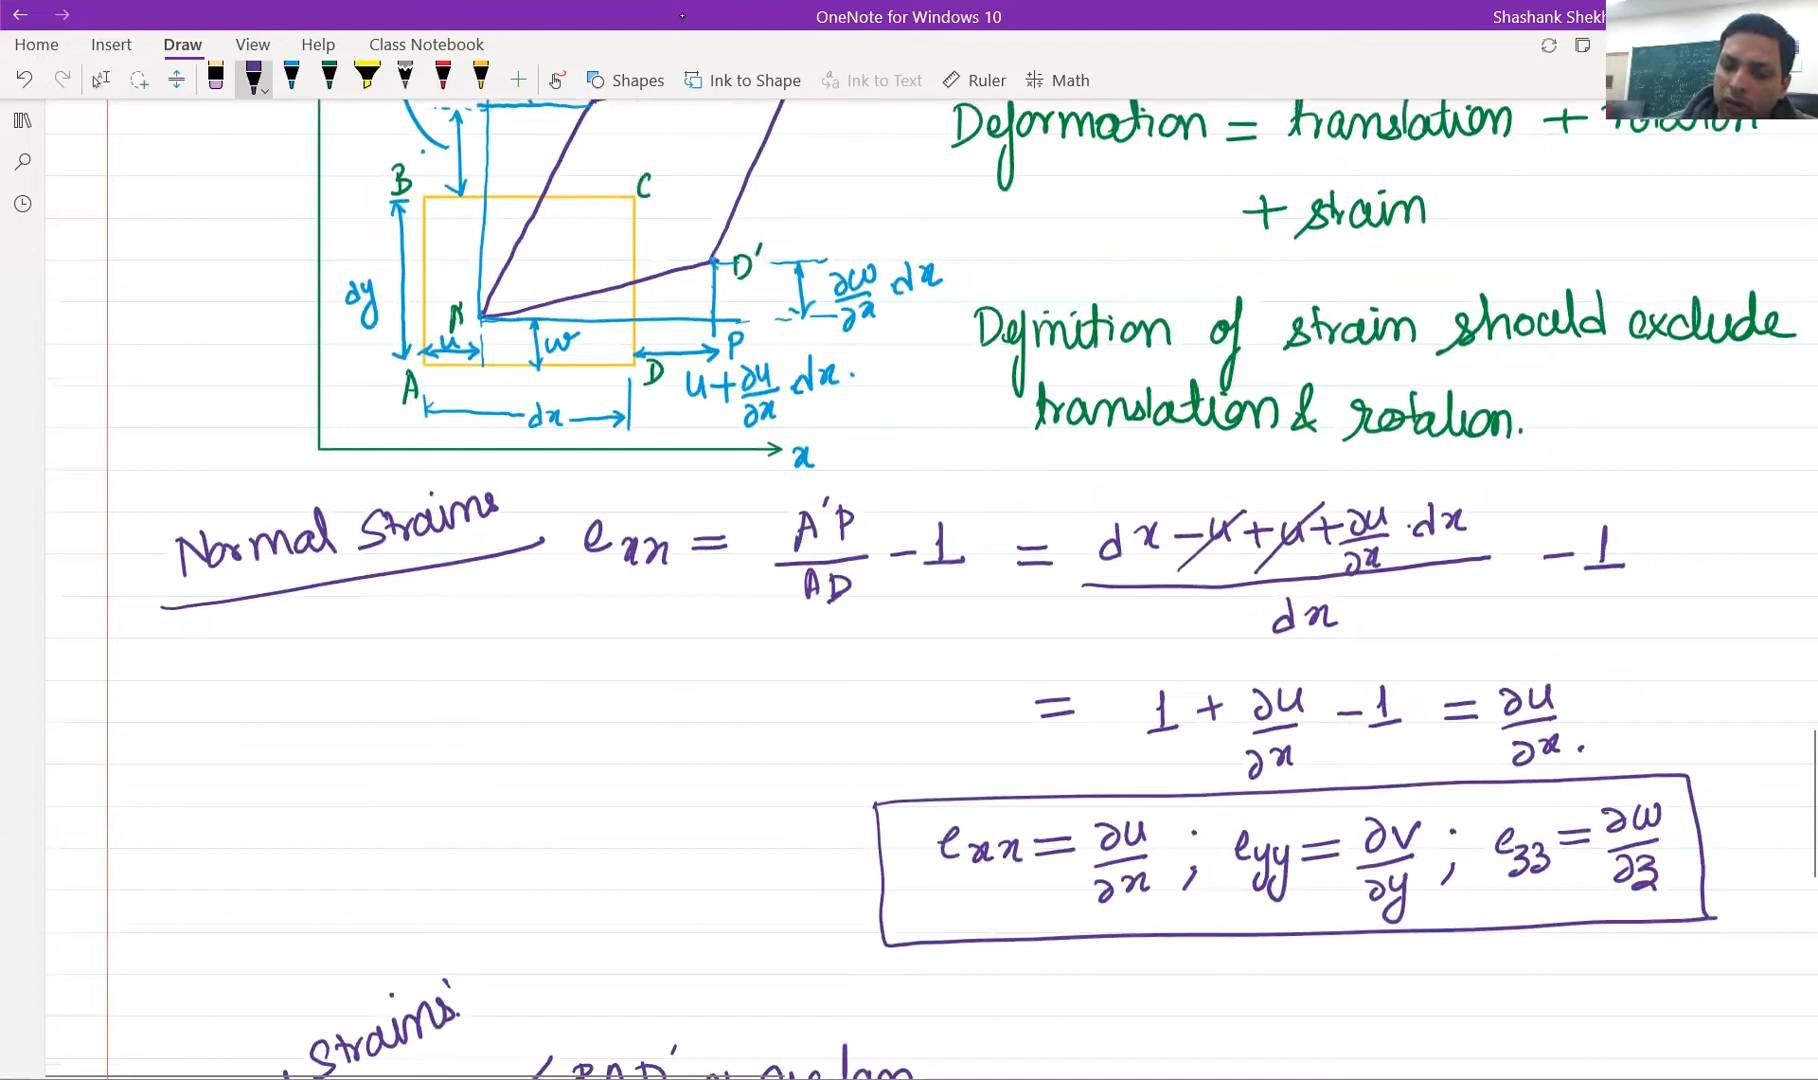 OneNote for Windows 10
Shashank Shekh
Home Insert Draw View Help Class Notebook
Shapes Ink to Shape Ink to Text Ruler Math
Deformation = translation +
+ strain
Definition of strain should exclude
translation & rotation.
B
C
dy
A'
u
w
A
D
D'
P
∂w/∂x dx
u+∂u/∂x dx.
dx
x
Normal Strains exx = A'P/AD - 1 = (dx - u + u + ∂u/∂x · dx)/dx - 1
= 1 + ∂u/∂x - 1 = ∂u/∂x.
exx = ∂u/∂x ; eyy = ∂v/∂y ; e33 = ∂w/∂3
Strains